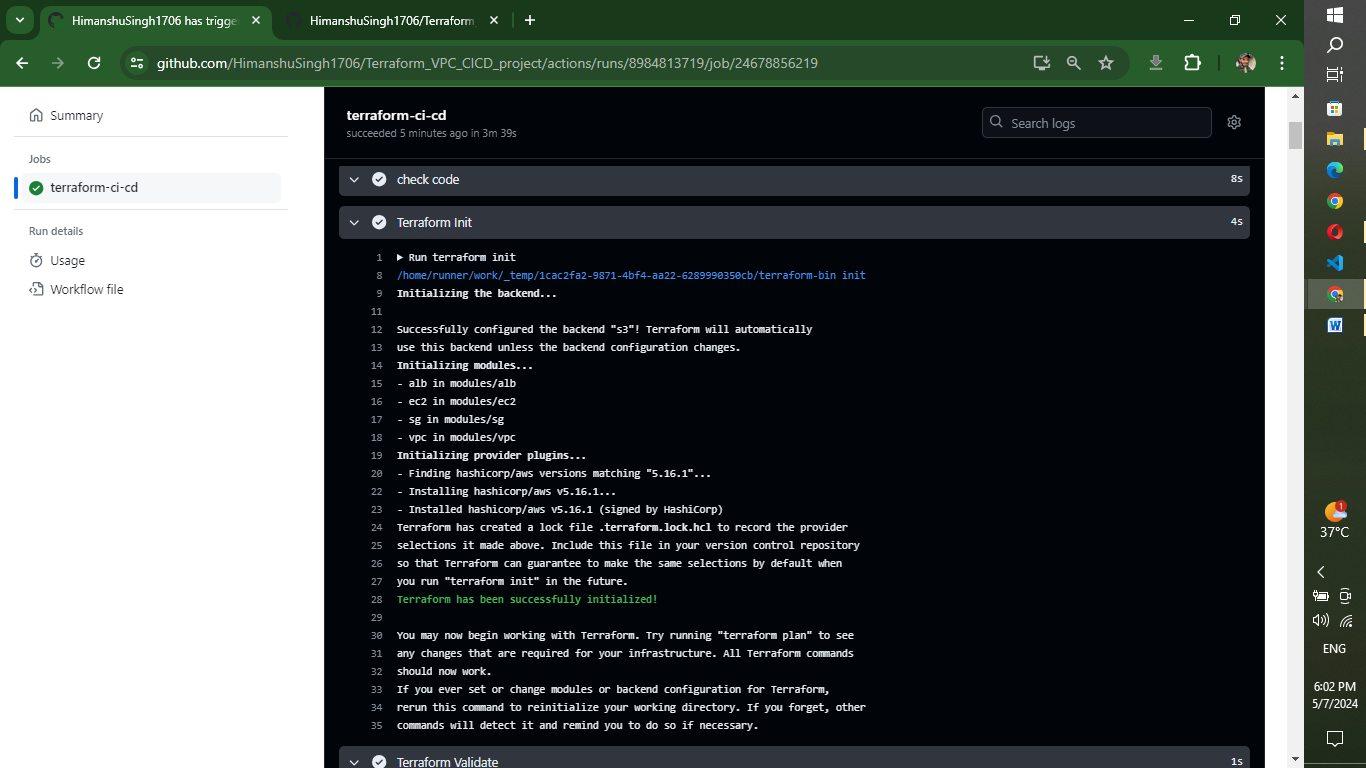 HimanshuSingh1706 has trigge
HimanshuSingh1706/Terraform_
github.com/HimanshuSingh1706/Terraform_VPC_CICD_project/actions/runs/8984813719/job/24678856219
Summary
Jobs
terraform-ci-cd
Run details
Usage
Workflow file
terraform-ci-cd
succeeded 5 minutes ago in 3m 39s
Search logs
check code 8s
Terraform Init 4s
1 Run terraform init
8 /home/runner/work/_temp/1cac2fa2-9871-4bf4-aa22-6289990350cb/terraform-bin init
9 Initializing the backend...
11
12 Successfully configured the backend "s3"! Terraform will automatically
13 use this backend unless the backend configuration changes.
14 Initializing modules...
15 - alb in modules/alb
16 - ec2 in modules/ec2
17 - sg in modules/sg
18 - vpc in modules/vpc
19 Initializing provider plugins...
20 - Finding hashicorp/aws versions matching "5.16.1"...
22 - Installing hashicorp/aws v5.16.1...
23 - Installed hashicorp/aws v5.16.1 (signed by HashiCorp)
24 Terraform has created a lock file .terraform.lock.hcl to record the provider
25 selections it made above. Include this file in your version control repository
26 so that Terraform can guarantee to make the same selections by default when
27 you run "terraform init" in the future.
28 Terraform has been successfully initialized!
29
30 You may now begin working with Terraform. Try running "terraform plan" to see
31 any changes that are required for your infrastructure. All Terraform commands
32 should now work.
33 If you ever set or change modules or backend configuration for Terraform,
34 rerun this command to reinitialize your working directory. If you forget, other
35 commands will detect it and remind you to do so if necessary.
Terraform Validate 1s
1
37°C
ENG
6:02 PM
5/7/2024